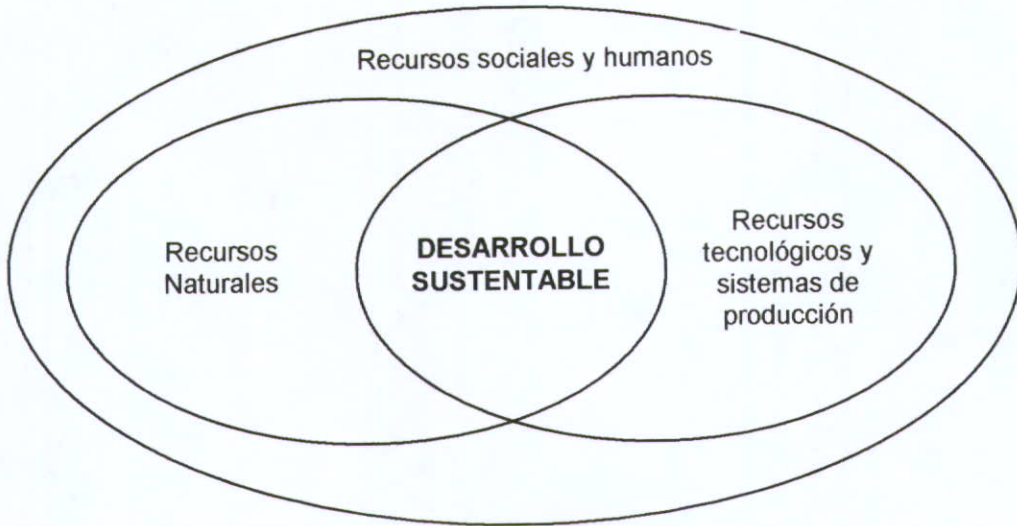 Recursos sociales y humanos
Recursos
Naturales
DESARROLLO
SUSTENTABLE
Recursos
tecnológicos y
sistemas de
producción